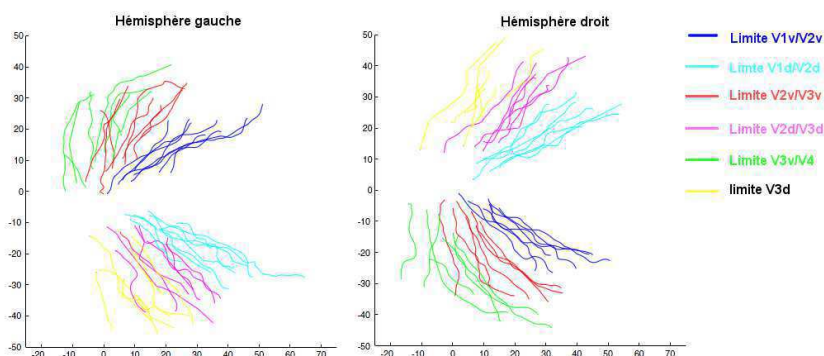 Hémisphère gauche
50
40
30
20
10
0
-10
-20
-30
-40
-50
-20 -10 0 10 20 30 40 50 60 70
Hémisphère droit
50
40
30
20
10
0
-10
-20
-30
-40
-50
-20 -10 0 10 20 30 40 50 60 70
Limite V1v/V2v
Limite V1d/V2d
Limite V2v/V3v
Limite V2d/V3d
Limite V3v/V4
limite V3d